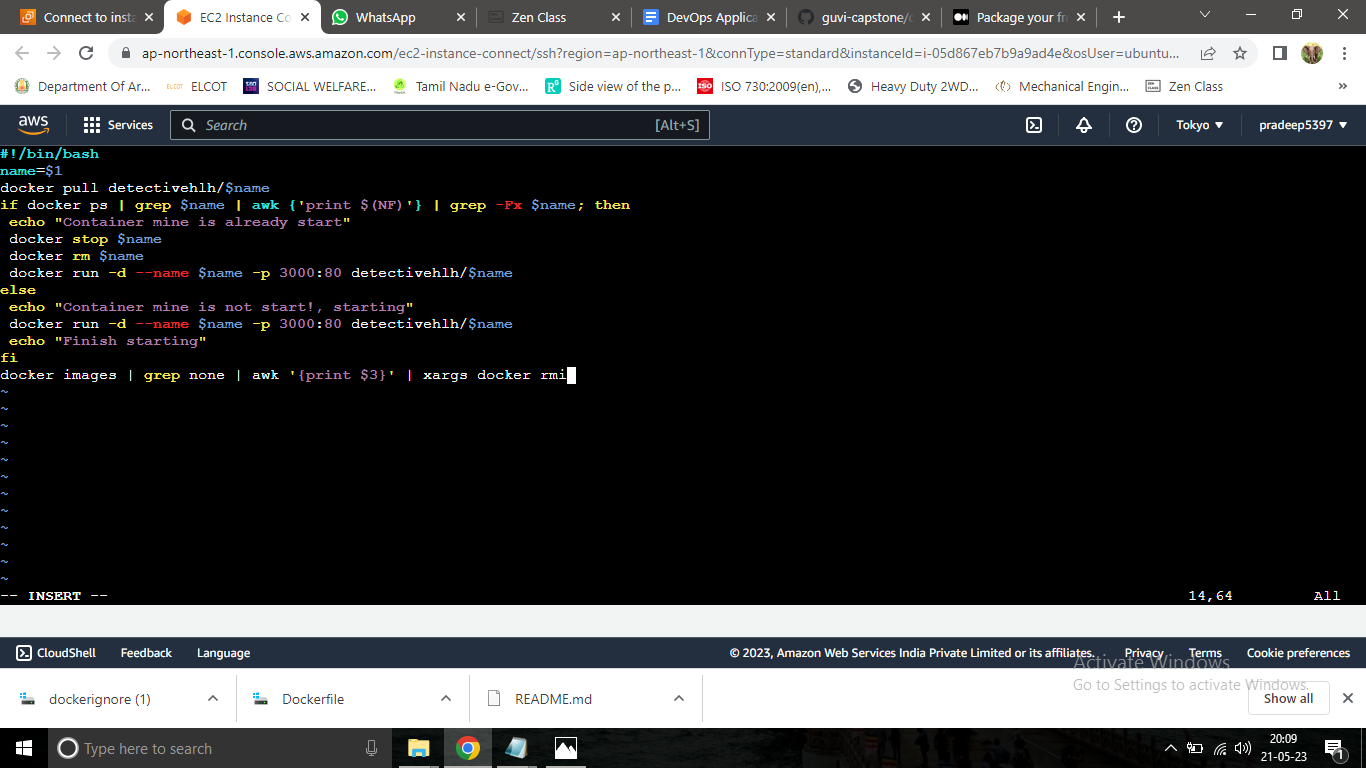 Connect to insta
EC2 Instance Co
WhatsApp
Zen Class
DevOps Applica
guvi-capstone/d
Package your fr
ap-northeast-1.console.aws.amazon.com/ec2-instance-connect/ssh?region=ap-northeast-1&connType=standard&instanceId=i-05d867eb7b9a9ad4e&osUser=ubuntu...
Department Of Ar...
ELCOT ELCOT
SOCIAL WELFARE...
Tamil Nadu e-Gov...
Side view of the p...
ISO ISO 730:2009(en),...
Heavy Duty 2WD...
Mechanical Engin...
Zen Class
»
aws Services Search [Alt+S] Tokyo ▼ pradeep5397 ▼
#!/bin/bash
name=$1
docker pull detectivehlh/$name
if docker ps | grep $name | awk {'print $(NF)'} | grep -Fx $name; then
 echo "Container mine is already start"
 docker stop $name
 docker rm $name
 docker run -d --name $name -p 3000:80 detectivehlh/$name
else
 echo "Container mine is not start!, starting"
 docker run -d --name $name -p 3000:80 detectivehlh/$name
 echo "Finish starting"
fi
docker images | grep none | awk '{print $3}' | xargs docker rmi
~
~
~
~
~
~
~
~
~
~
~
~
-- INSERT -- 14,64 All
CloudShell Feedback Language © 2023, Amazon Web Services India Private Limited or its affiliates. Privacy Terms Cookie preferences
Activate Windows
Go to Settings to activate Windows.
dockerignore (1) Dockerfile README.md Show all
Type here to search
20:09
21-05-23
1